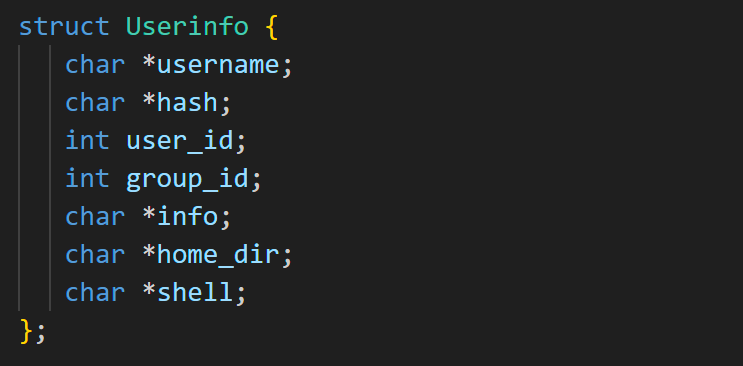 struct Userinfo {
char *username;
char *hash;
int user_id;
int group_id;
char *info;
char *home_dir;
char *shell;
};